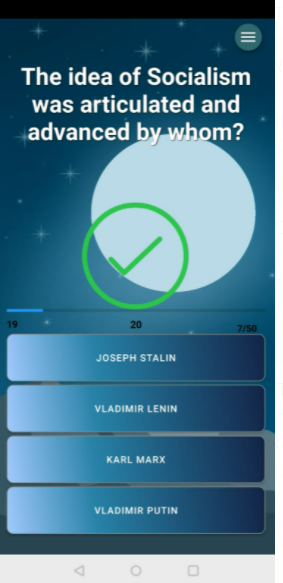 The idea of Socialism
was articulated and
advanced by whom?
19 20 7/50
JOSEPH STALIN
VLADIMIR LENIN
KARL MARX
VLADIMIR PUTIN